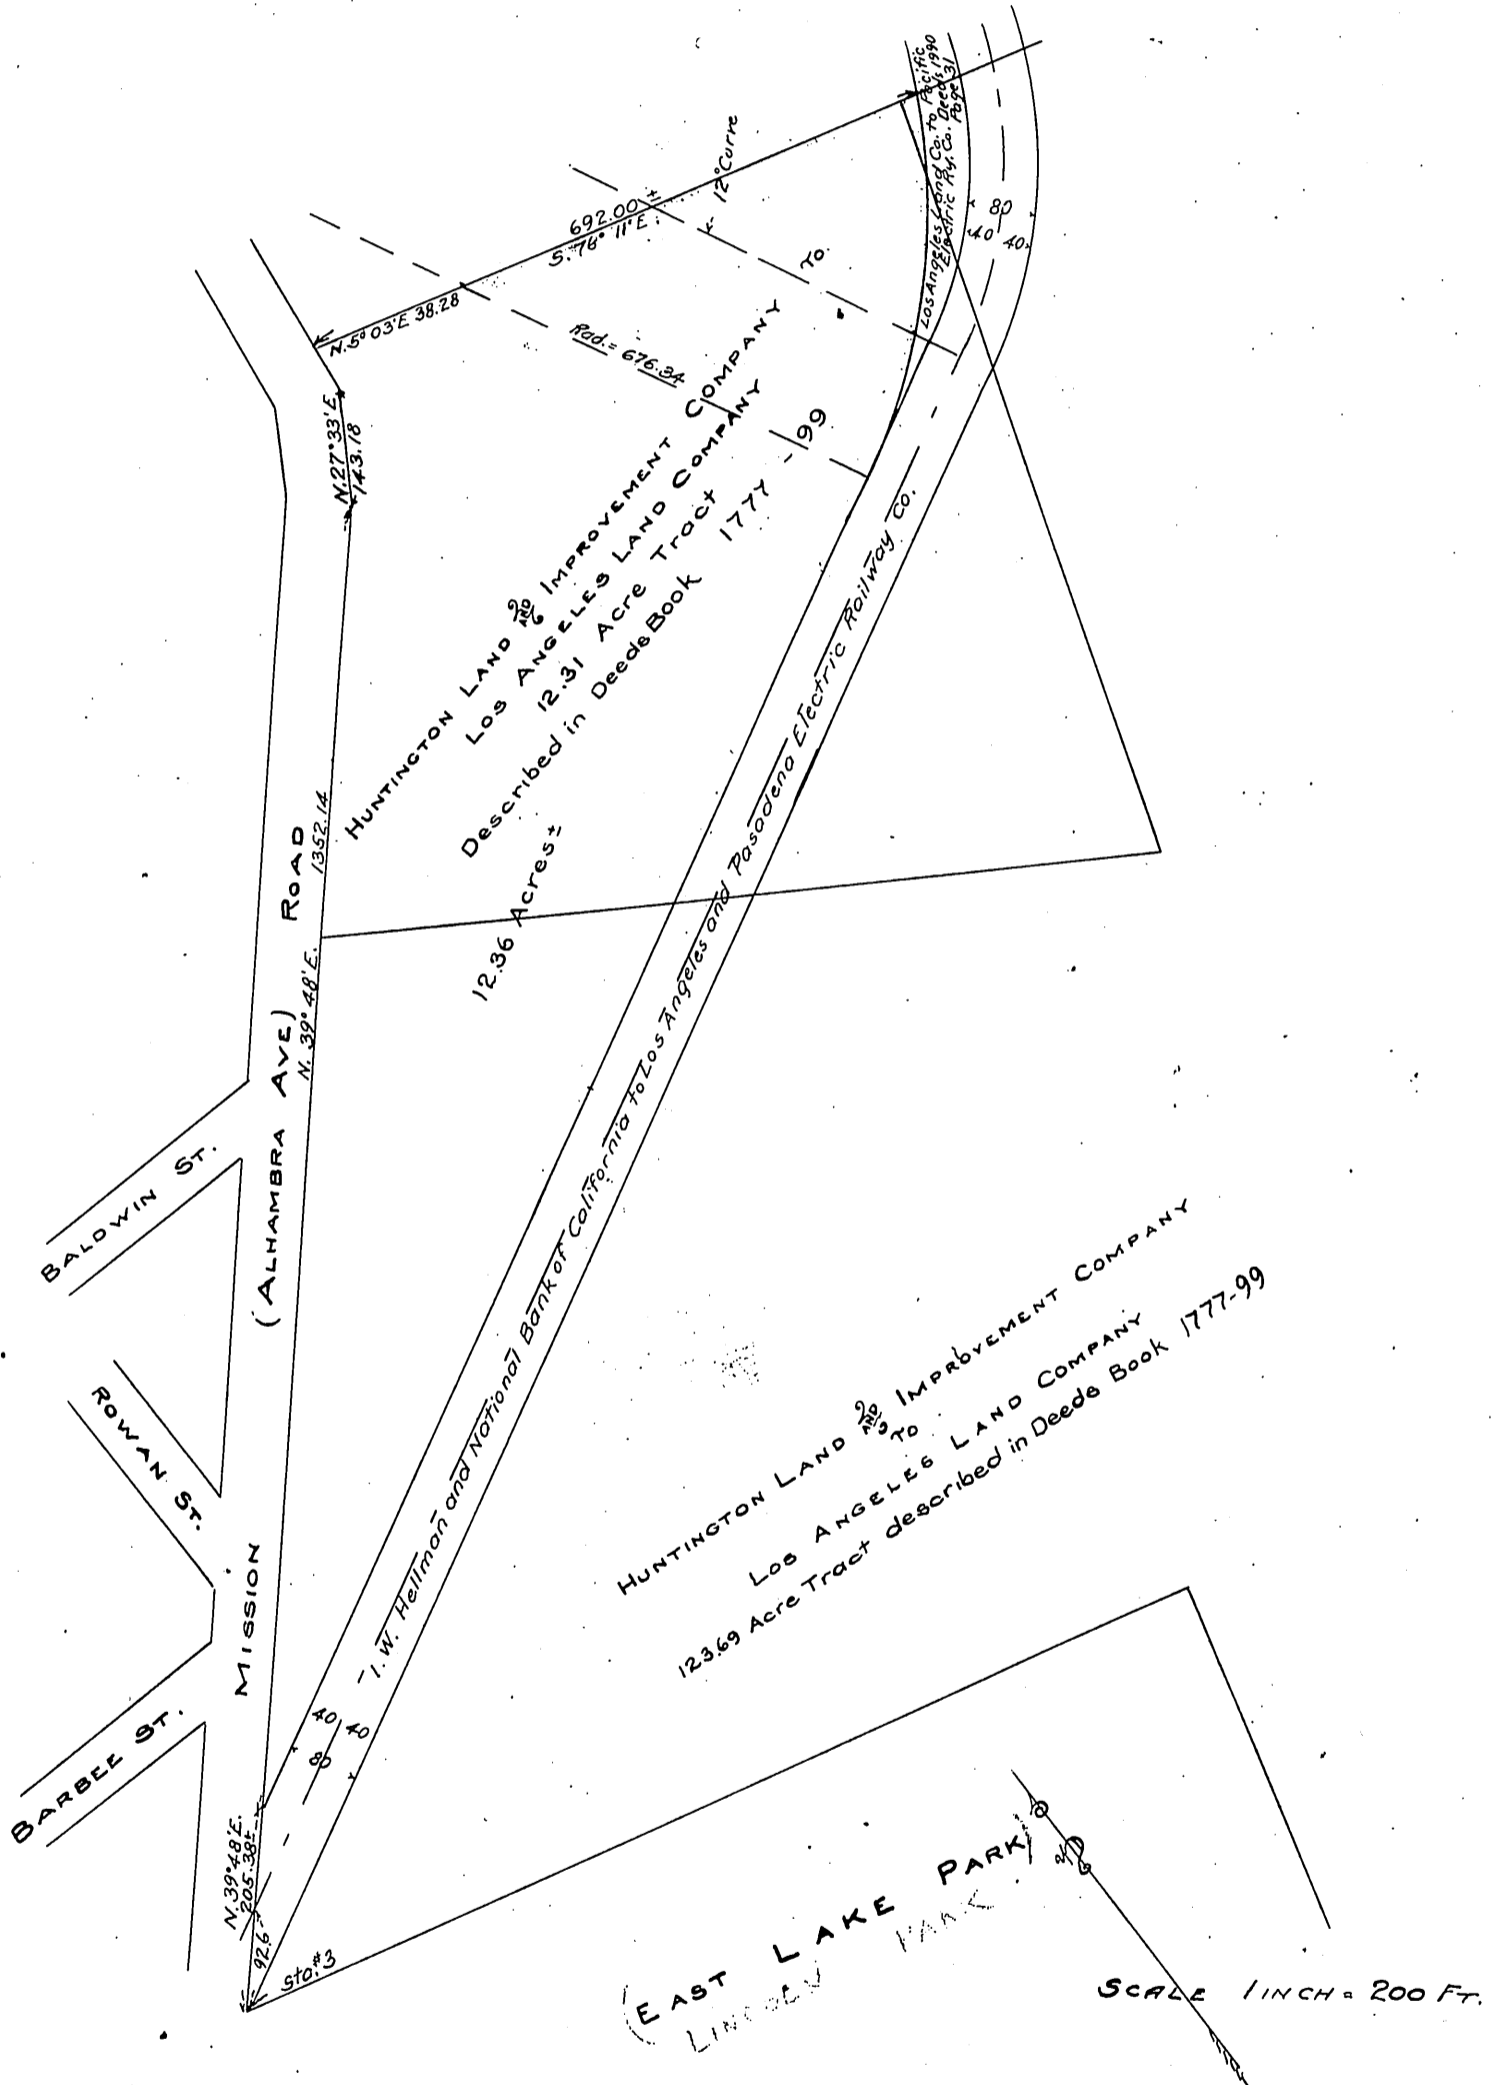 Los Angeles Land Co. to Pacific
Electric Ry. Co. Deeds 1990
Page 31
12° Curve
692.00 ±
S. 76° 11' E.
80
40 40
N. 5° 03' E 38.28
Rad. = 676.34
N. 27° 33' E.
143.18
HUNTINGTON LAND AND IMPROVEMENT COMPANY
TO
LOS ANGELES LAND COMPANY
12.31 Acre Tract
Described in Deeds Book 1777 - 99
12.36 Acres ±
I. W. Hellman and National Bank of California to Los Angeles and Pasadena Electric Railway Co.
MISSION (ALHAMBRA AVE) ROAD
N. 39° 48' E. 1352.14
BALDWIN ST.
ROWAN ST.
BARBEE ST.
HUNTINGTON LAND AND IMPROVEMENT COMPANY
TO
LOS ANGELES LAND COMPANY
123.69 Acre Tract described in Deeds Book 1777-99
40 40
80
N. 39° 48' E.
205.38 ±
92.6
Sta. #3
(EAST LAKE PARK)
LINCOLN PARK
SCALE 1 INCH = 200 FT.